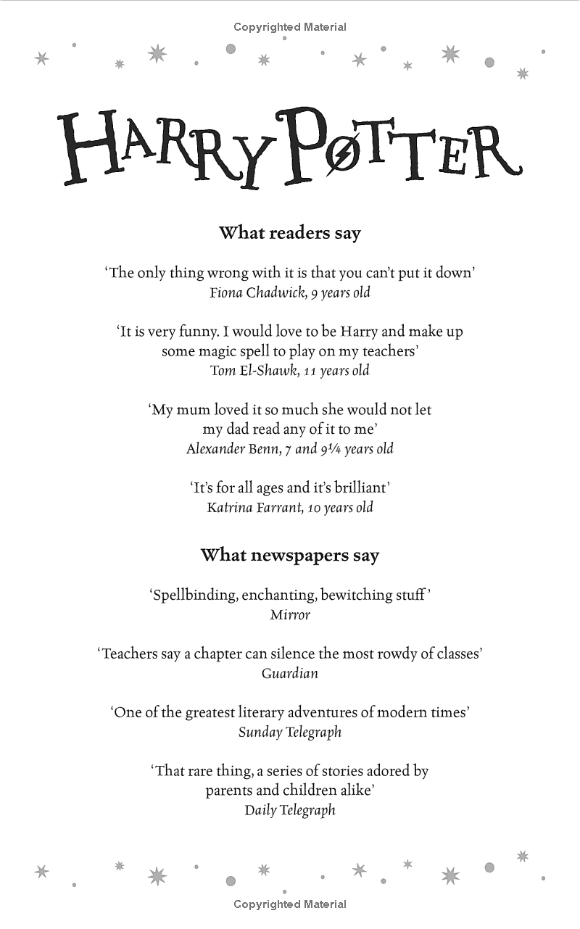 Copyrighted Material
HARRY POTTER
What readers say
‘The only thing wrong with it is that you can’t put it down’
Fiona Chadwick, 9 years old
‘It is very funny. I would love to be Harry and make up
some magic spell to play on my teachers’
Tom El-Shawk, 11 years old
‘My mum loved it so much she would not let
my dad read any of it to me’
Alexander Benn, 7 and 9¼ years old
‘It’s for all ages and it’s brilliant’
Katrina Farrant, 10 years old
What newspapers say
‘Spellbinding, enchanting, bewitching stuff’
Mirror
‘Teachers say a chapter can silence the most rowdy of classes’
Guardian
‘One of the greatest literary adventures of modern times’
Sunday Telegraph
‘That rare thing, a series of stories adored by
parents and children alike’
Daily Telegraph
Copyrighted Material